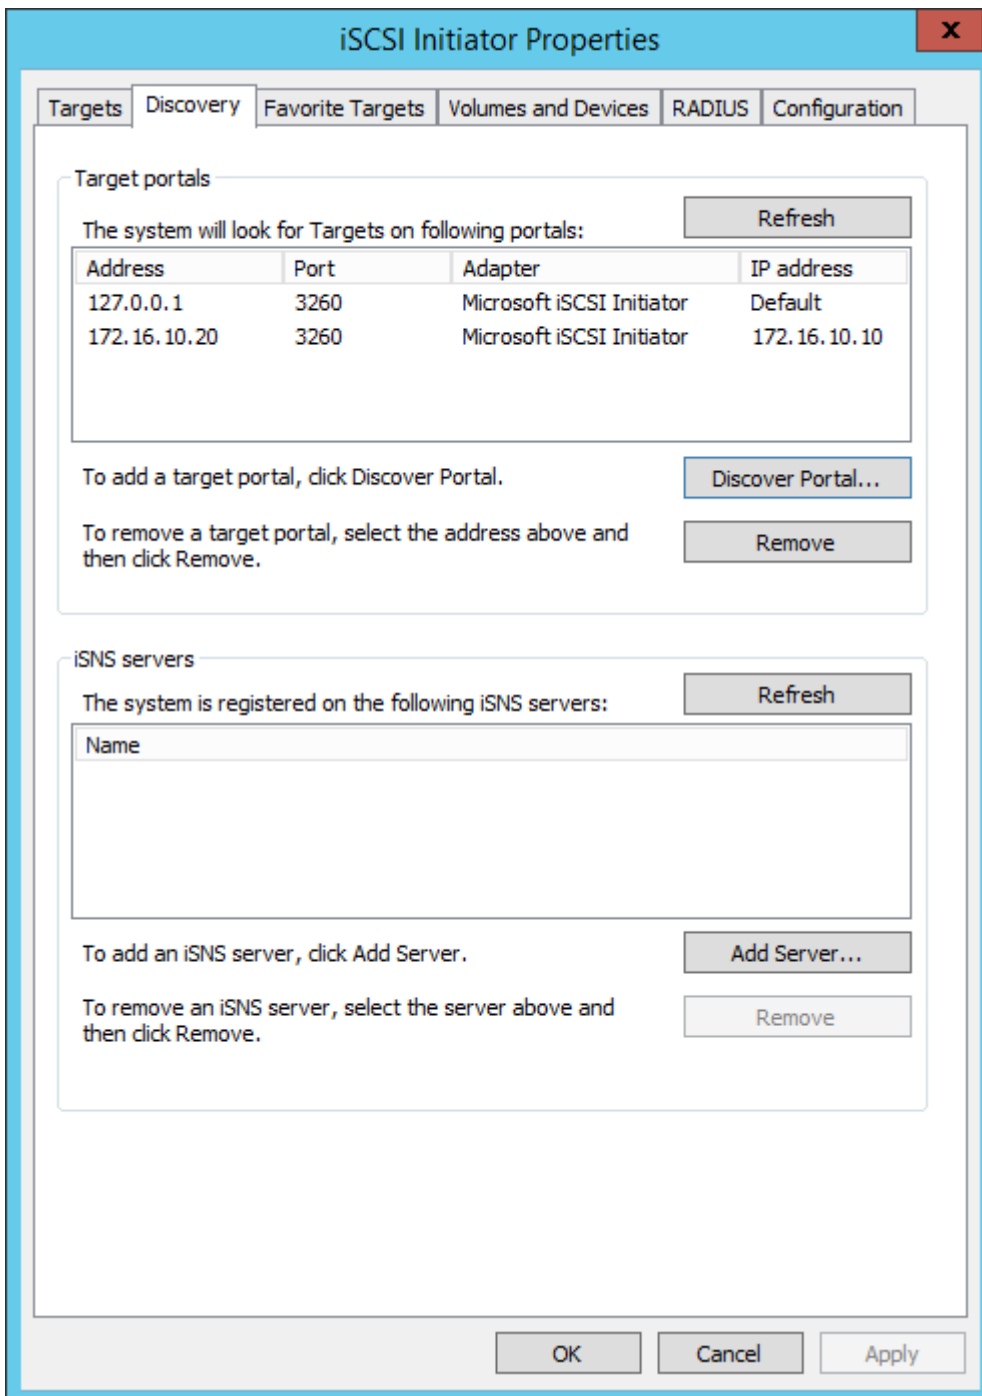 iSCSI Initiator Properties
x
Targets Discovery Favorite Targets Volumes and Devices RADIUS Configuration
Target portals
The system will look for Targets on following portals:
Refresh
Address Port Adapter IP address
127.0.0.1 3260 Microsoft iSCSI Initiator Default
172.16.10.20 3260 Microsoft iSCSI Initiator 172.16.10.10
To add a target portal, click Discover Portal.
Discover Portal...
To remove a target portal, select the address above and
then click Remove.
Remove
iSNS servers
The system is registered on the following iSNS servers:
Refresh
Name
To add an iSNS server, click Add Server.
Add Server...
To remove an iSNS server, select the server above and
then click Remove.
Remove
OK Cancel Apply